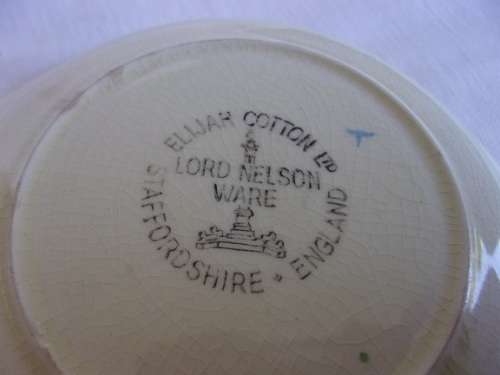 ELIJAH COTTON LTD
LORD NELSON
WARE
STAFFORDSHIRE * ENGLAND